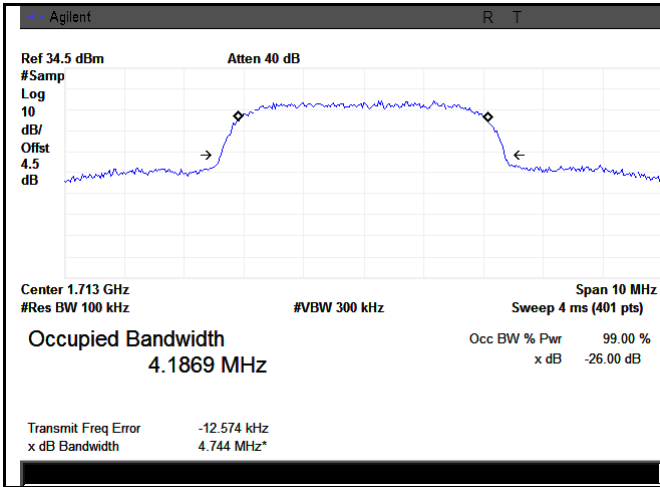 Agilent R T
Ref 34.5 dBm Atten 40 dB
#Samp
Log
10
dB/
Offst
4.5
dB
Center 1.713 GHz Span 10 MHz
#Res BW 100 kHz #VBW 300 kHz Sweep 4 ms (401 pts)
Occupied Bandwidth Occ BW % Pwr 99.00 %
4.1869 MHz x dB -26.00 dB
Transmit Freq Error -12.574 kHz
x dB Bandwidth 4.744 MHz*